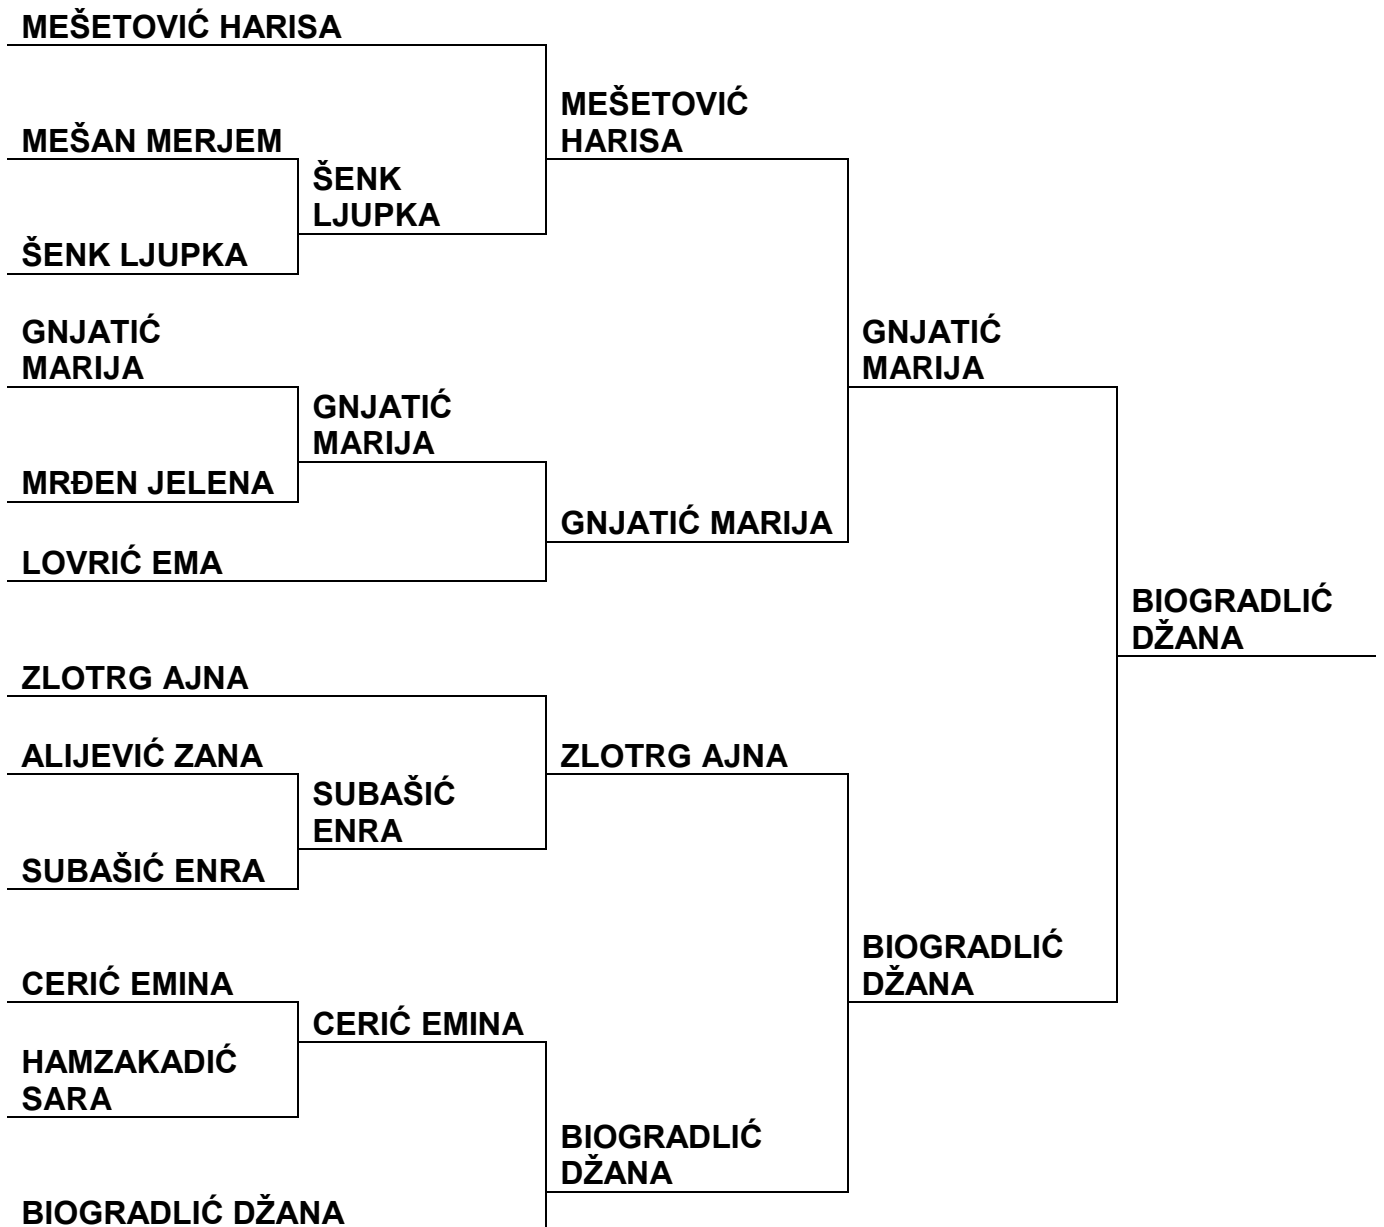 MEŠETOVIĆ HARISA
MEŠETOVIĆ
HARISA
MEŠAN MERJEM
ŠENK
LJUPKA
ŠENK LJUPKA
GNJATIĆ
MARIJA
GNJATIĆ
MARIJA
GNJATIĆ
MARIJA
MRĐEN JELENA
GNJATIĆ MARIJA
LOVRIĆ EMA
BIOGRADLIĆ
DŽANA
ZLOTRG AJNA
ALIJEVIĆ ZANA
ZLOTRG AJNA
SUBAŠIĆ
ENRA
SUBAŠIĆ ENRA
BIOGRADLIĆ
DŽANA
CERIĆ EMINA
CERIĆ EMINA
HAMZAKADIĆ
SARA
BIOGRADLIĆ
DŽANA
BIOGRADLIĆ DŽANA